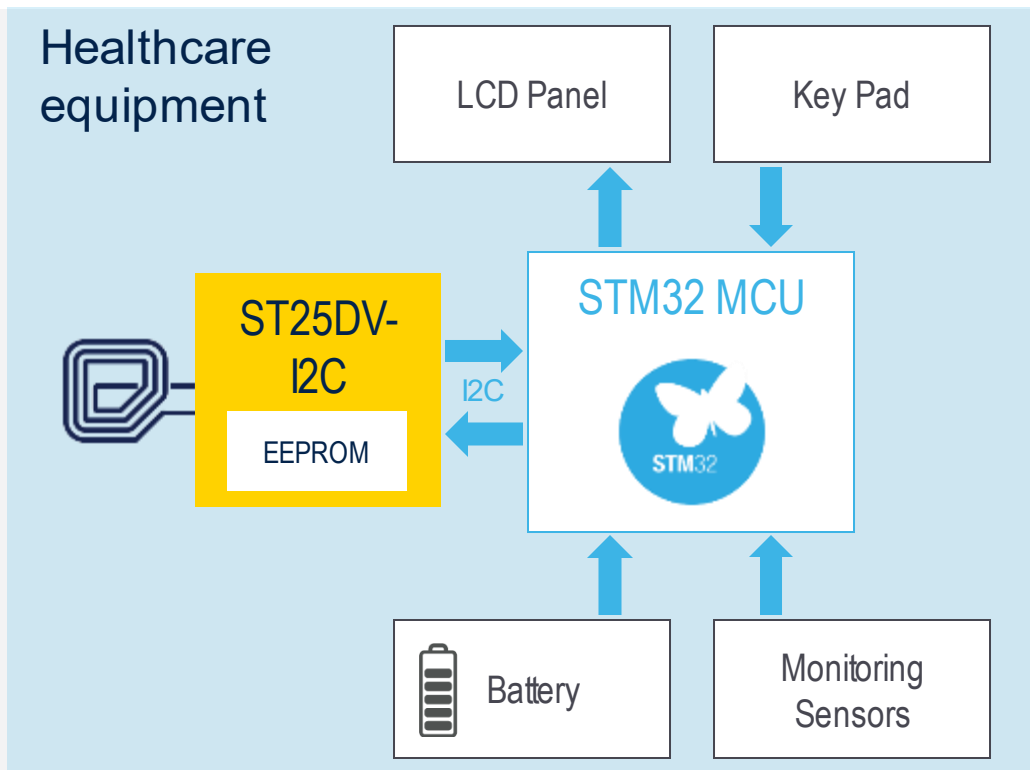 Healthcare
equipment
LCD Panel
Key Pad
ST25DV-
I2C
EEPROM
I2C
STM32 MCU
STM32
Battery
Monitoring
Sensors